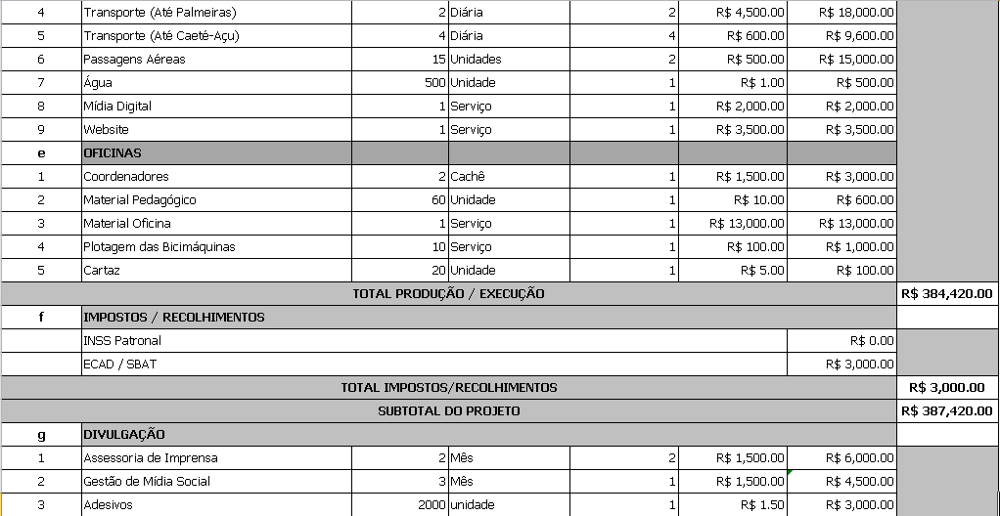 4 Transporte (Até Palmeiras) 2 Diária 2 R$ 4,500.00 R$ 18,000.00
5 Transporte (Até Caeté-Açu) 4 Diária 4 R$ 600.00 R$ 9,600.00
6 Passagens Aéreas 15 Unidades 2 R$ 500.00 R$ 15,000.00
7 Água 500 Unidade 1 R$ 1.00 R$ 500.00
8 Mídia Digital 1 Serviço 1 R$ 2,000.00 R$ 2,000.00
9 Website 1 Serviço 1 R$ 3,500.00 R$ 3,500.00
e OFICINAS
1 Coordenadores 2 Cachê 1 R$ 1,500.00 R$ 3,000.00
2 Material Pedagógico 60 Unidade 1 R$ 10.00 R$ 600.00
3 Material Oficina 1 Serviço 1 R$ 13,000.00 R$ 13,000.00
4 Plotagem das Bicimáquinas 10 Serviço 1 R$ 100.00 R$ 1,000.00
5 Cartaz 20 Unidade 1 R$ 5.00 R$ 100.00
TOTAL PRODUÇÃO / EXECUÇÃO R$ 384,420.00
f IMPOSTOS / RECOLHIMENTOS
INSS Patronal R$ 0.00
ECAD / SBAT R$ 3,000.00
TOTAL IMPOSTOS/RECOLHIMENTOS R$ 3,000.00
SUBTOTAL DO PROJETO R$ 387,420.00
g DIVULGAÇÃO
1 Assessoria de Imprensa 2 Mês 2 R$ 1,500.00 R$ 6,000.00
2 Gestão de Mídia Social 3 Mês 1 R$ 1,500.00 R$ 4,500.00
3 Adesivos 2000 unidade 1 R$ 1.50 R$ 3,000.00